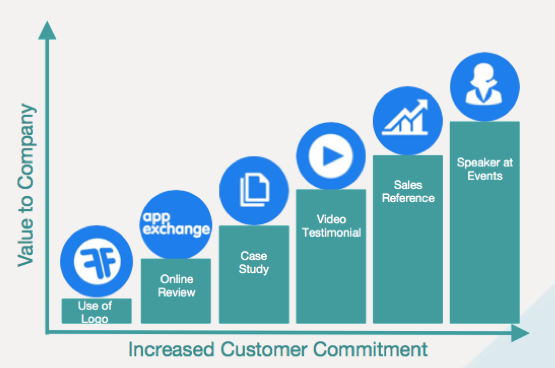 Value to Company
app
exchange
Use of
Logo
Online
Review
Case
Study
Video
Testimonial
Sales
Reference
Speaker at
Events
Increased Customer Commitment